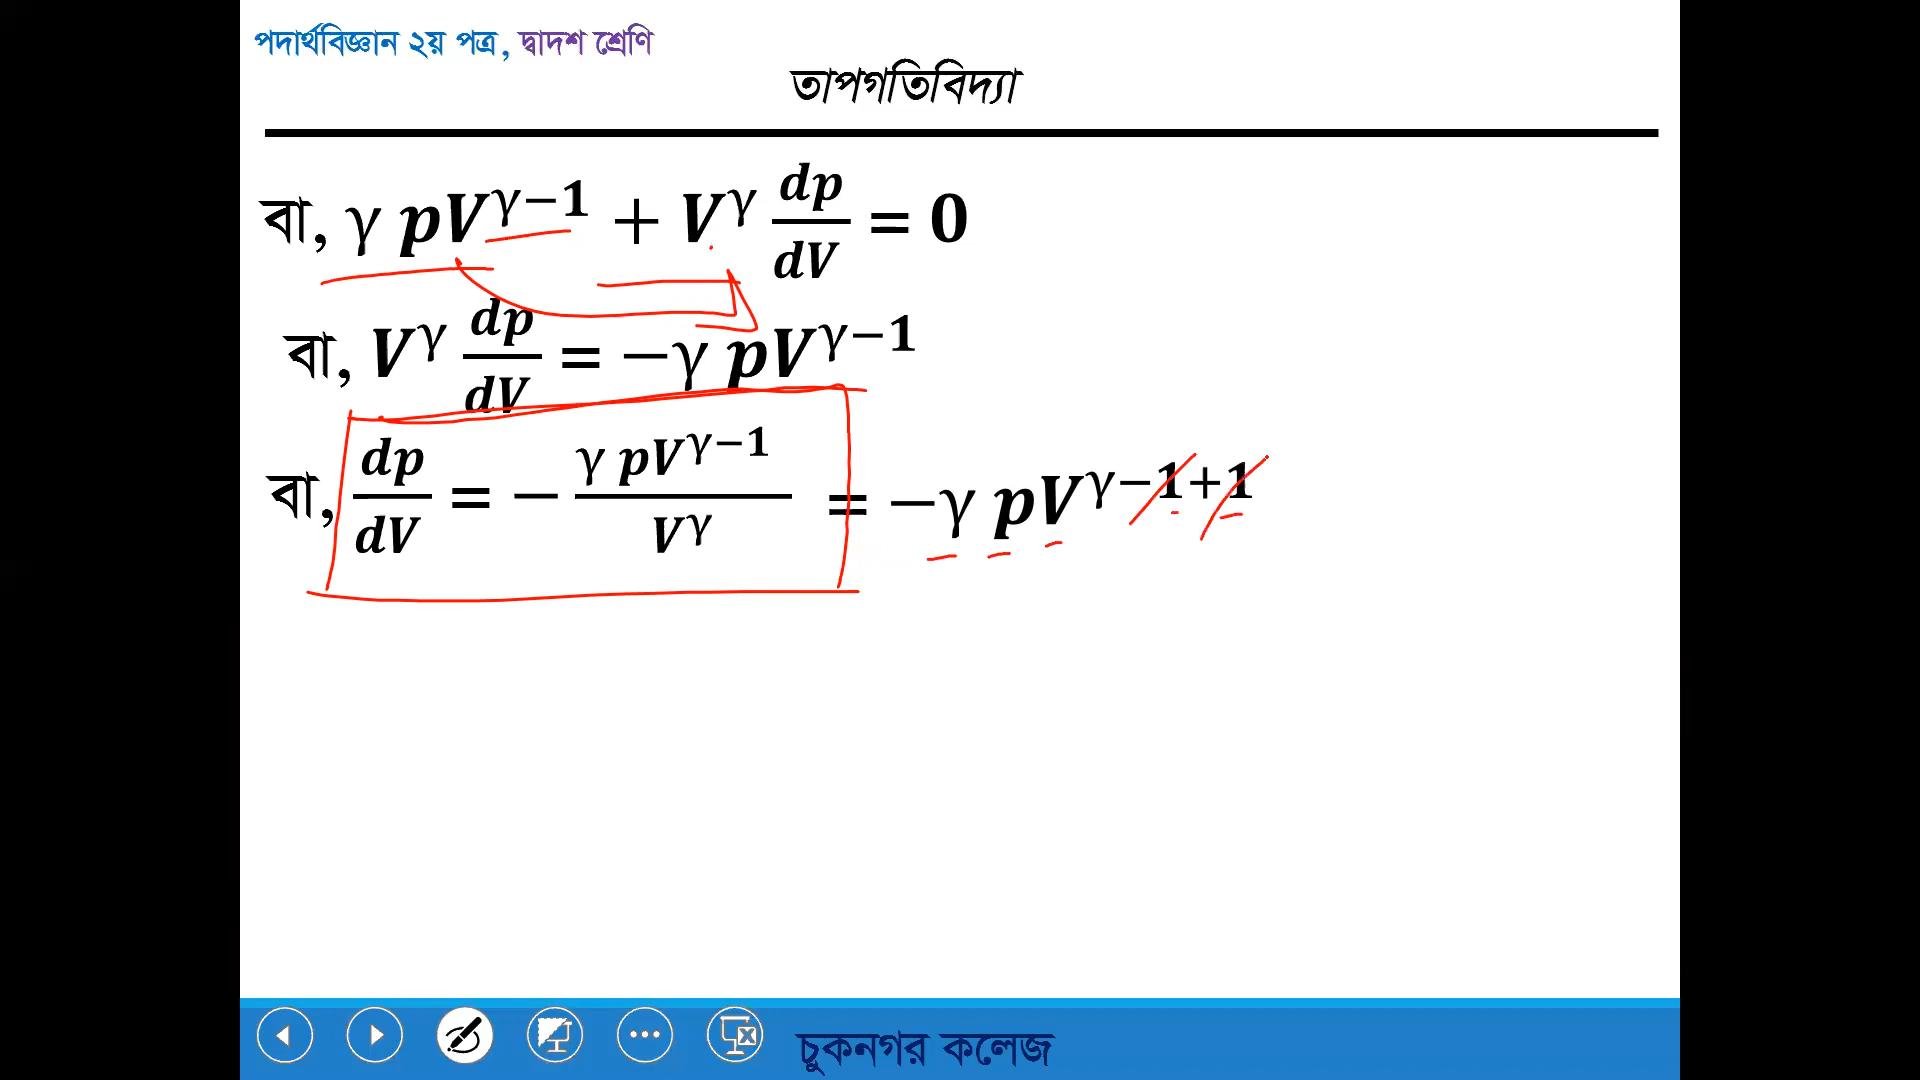 পদার্থবিজ্ঞান ২য় পত্র, দ্বাদশ শ্রেণি
তাপগতিবিদ্যা
বা, γ pV^{γ−1} + V^γ dp/dV = 0
বা, V^γ dp/dV = −γ pV^{γ−1}
বা, dp/dV = − γ pV^{γ−1}/V^γ = −γ pV^{γ−1+1}
চুকনগর কলেজ